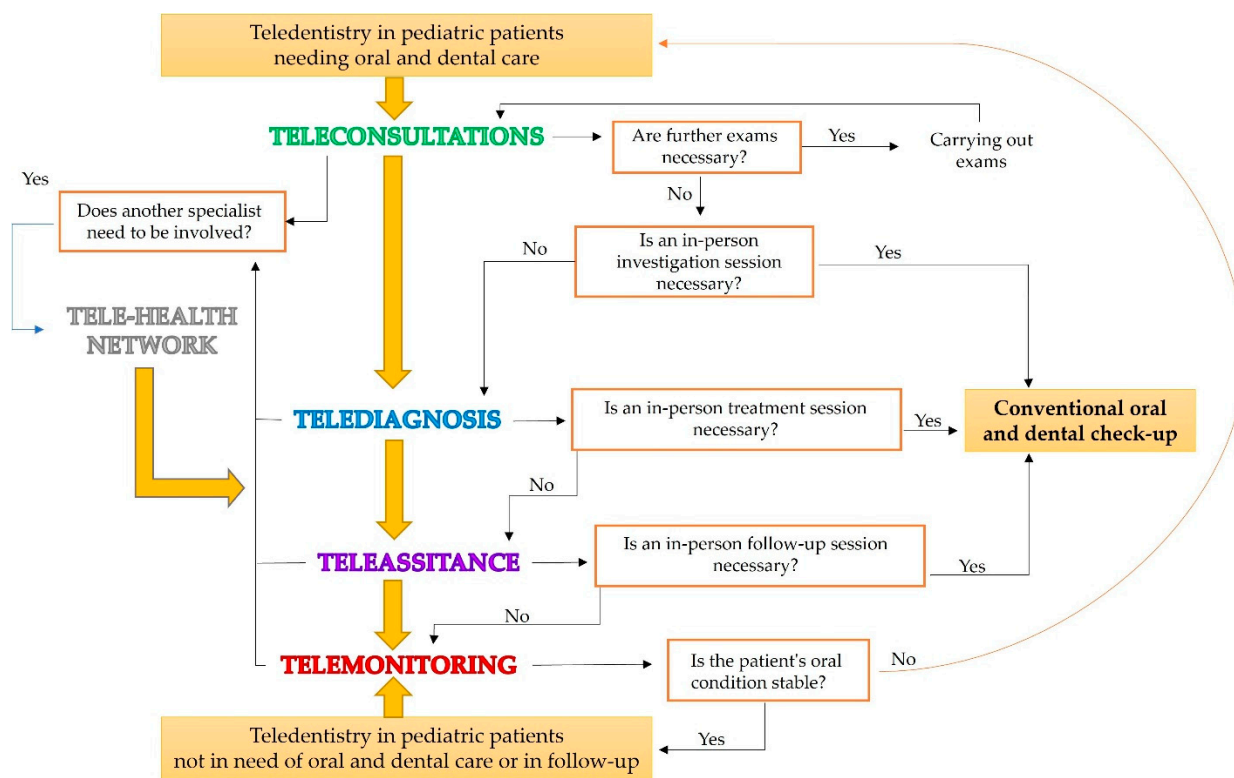 Teledentistry in pediatric patients
needing oral and dental care
TELECONSULTATIONS
Are further exams
necessary?
Yes
Carrying out
exams
Yes
Does another specialist
need to be involved?
No
Is an in-person
investigation session
necessary?
No
Yes
TELE-HEALTH
NETWORK
TELEDIAGNOSIS
Is an in-person treatment session
necessary?
Yes
Conventional oral
and dental check-up
No
TELEASSITANCE
Is an in-person follow-up session
necessary?
Yes
No
TELEMONITORING
Is the patient's oral
condition stable?
No
Yes
Teledentistry in pediatric patients
not in need of oral and dental care or in follow-up